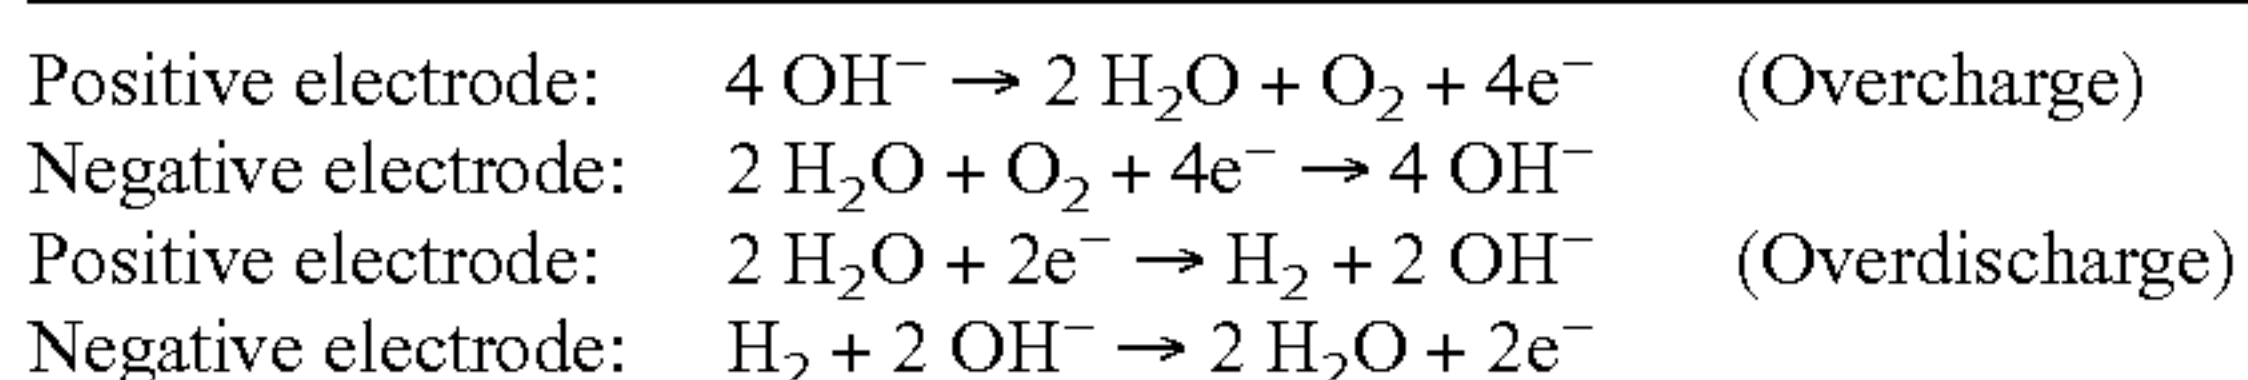 Positive electrode: 4 OH⁻ → 2 H₂O + O₂ + 4e⁻ (Overcharge)
Negative electrode: 2 H₂O + O₂ + 4e⁻ → 4 OH⁻
Positive electrode: 2 H₂O + 2e⁻ → H₂ + 2 OH⁻ (Overdischarge)
Negative electrode: H₂ + 2 OH⁻ → 2 H₂O + 2e⁻